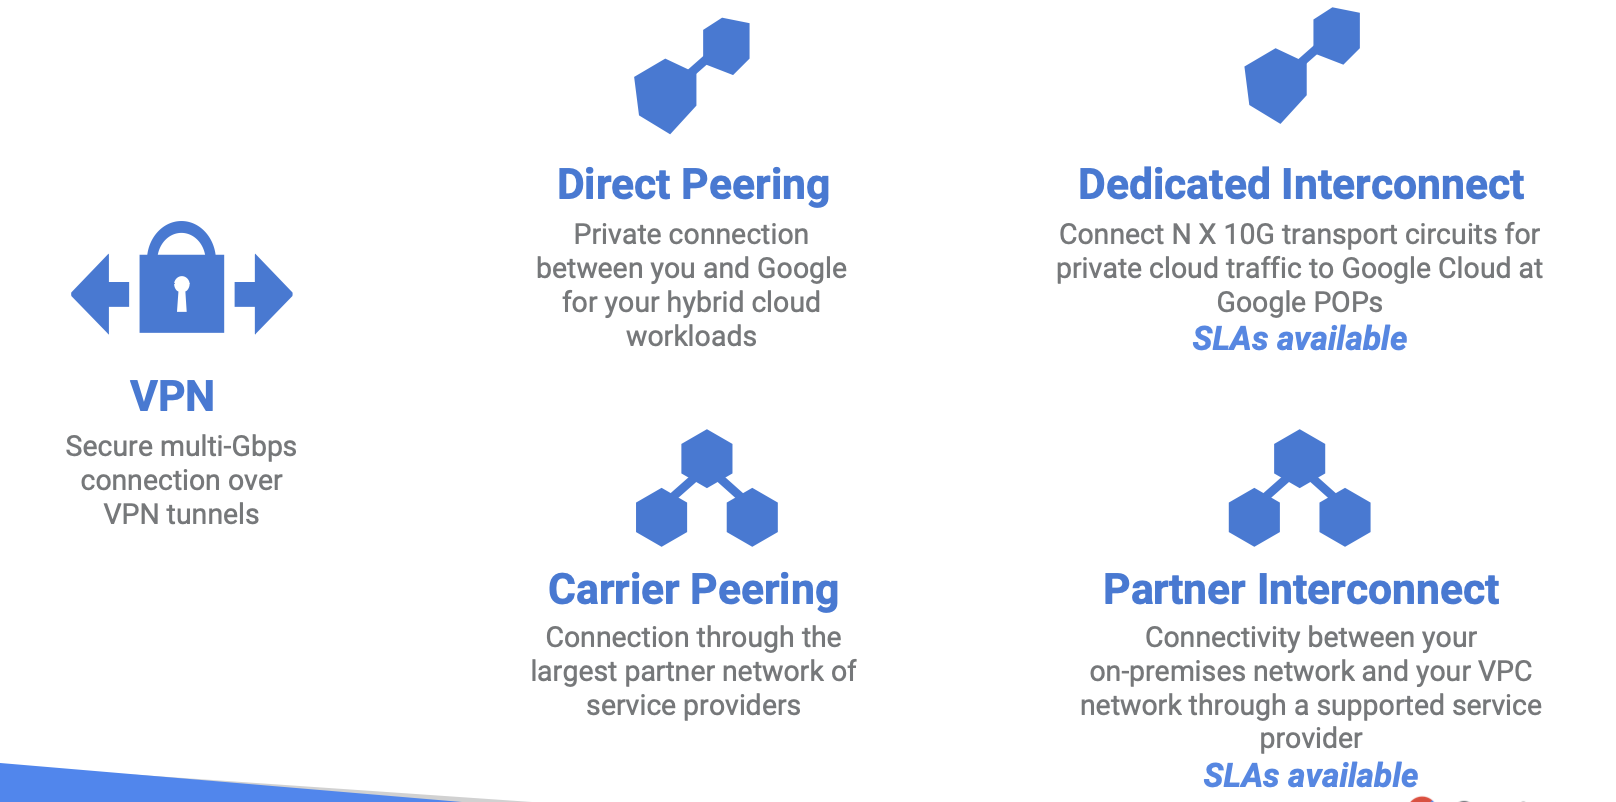 VPN
Secure multi-Gbps
connection over
VPN tunnels
Direct Peering
Private connection
between you and Google
for your hybrid cloud
workloads
Carrier Peering
Connection through the
largest partner network of
service providers
Dedicated Interconnect
Connect N X 10G transport circuits for
private cloud traffic to Google Cloud at
Google POPs
SLAs available
Partner Interconnect
Connectivity between your
on-premises network and your VPC
network through a supported service
provider
SLAs available